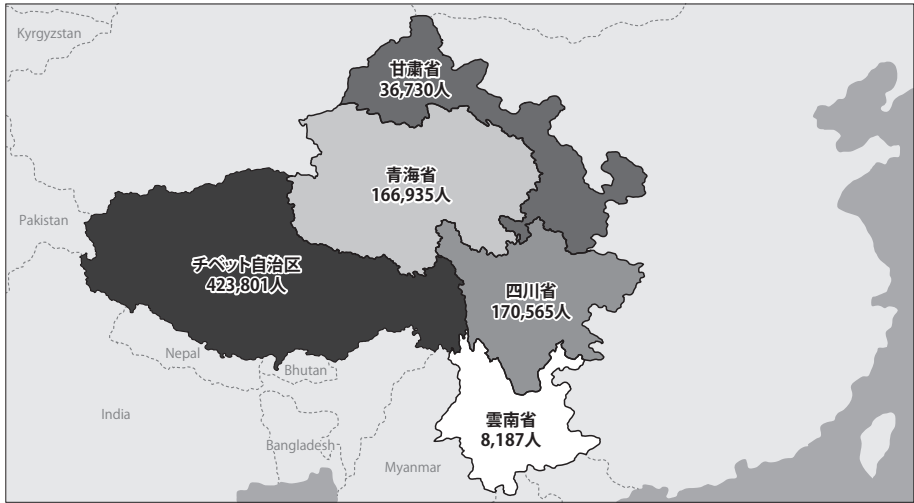 Kyrgyzstan
甘粛省
36,730人
青海省
166,935人
Pakistan
チベット自治区
423,801人
四川省
170,565人
Nepal
Bhutan
India
雲南省
8,187人
Bangladesh
Myanmar